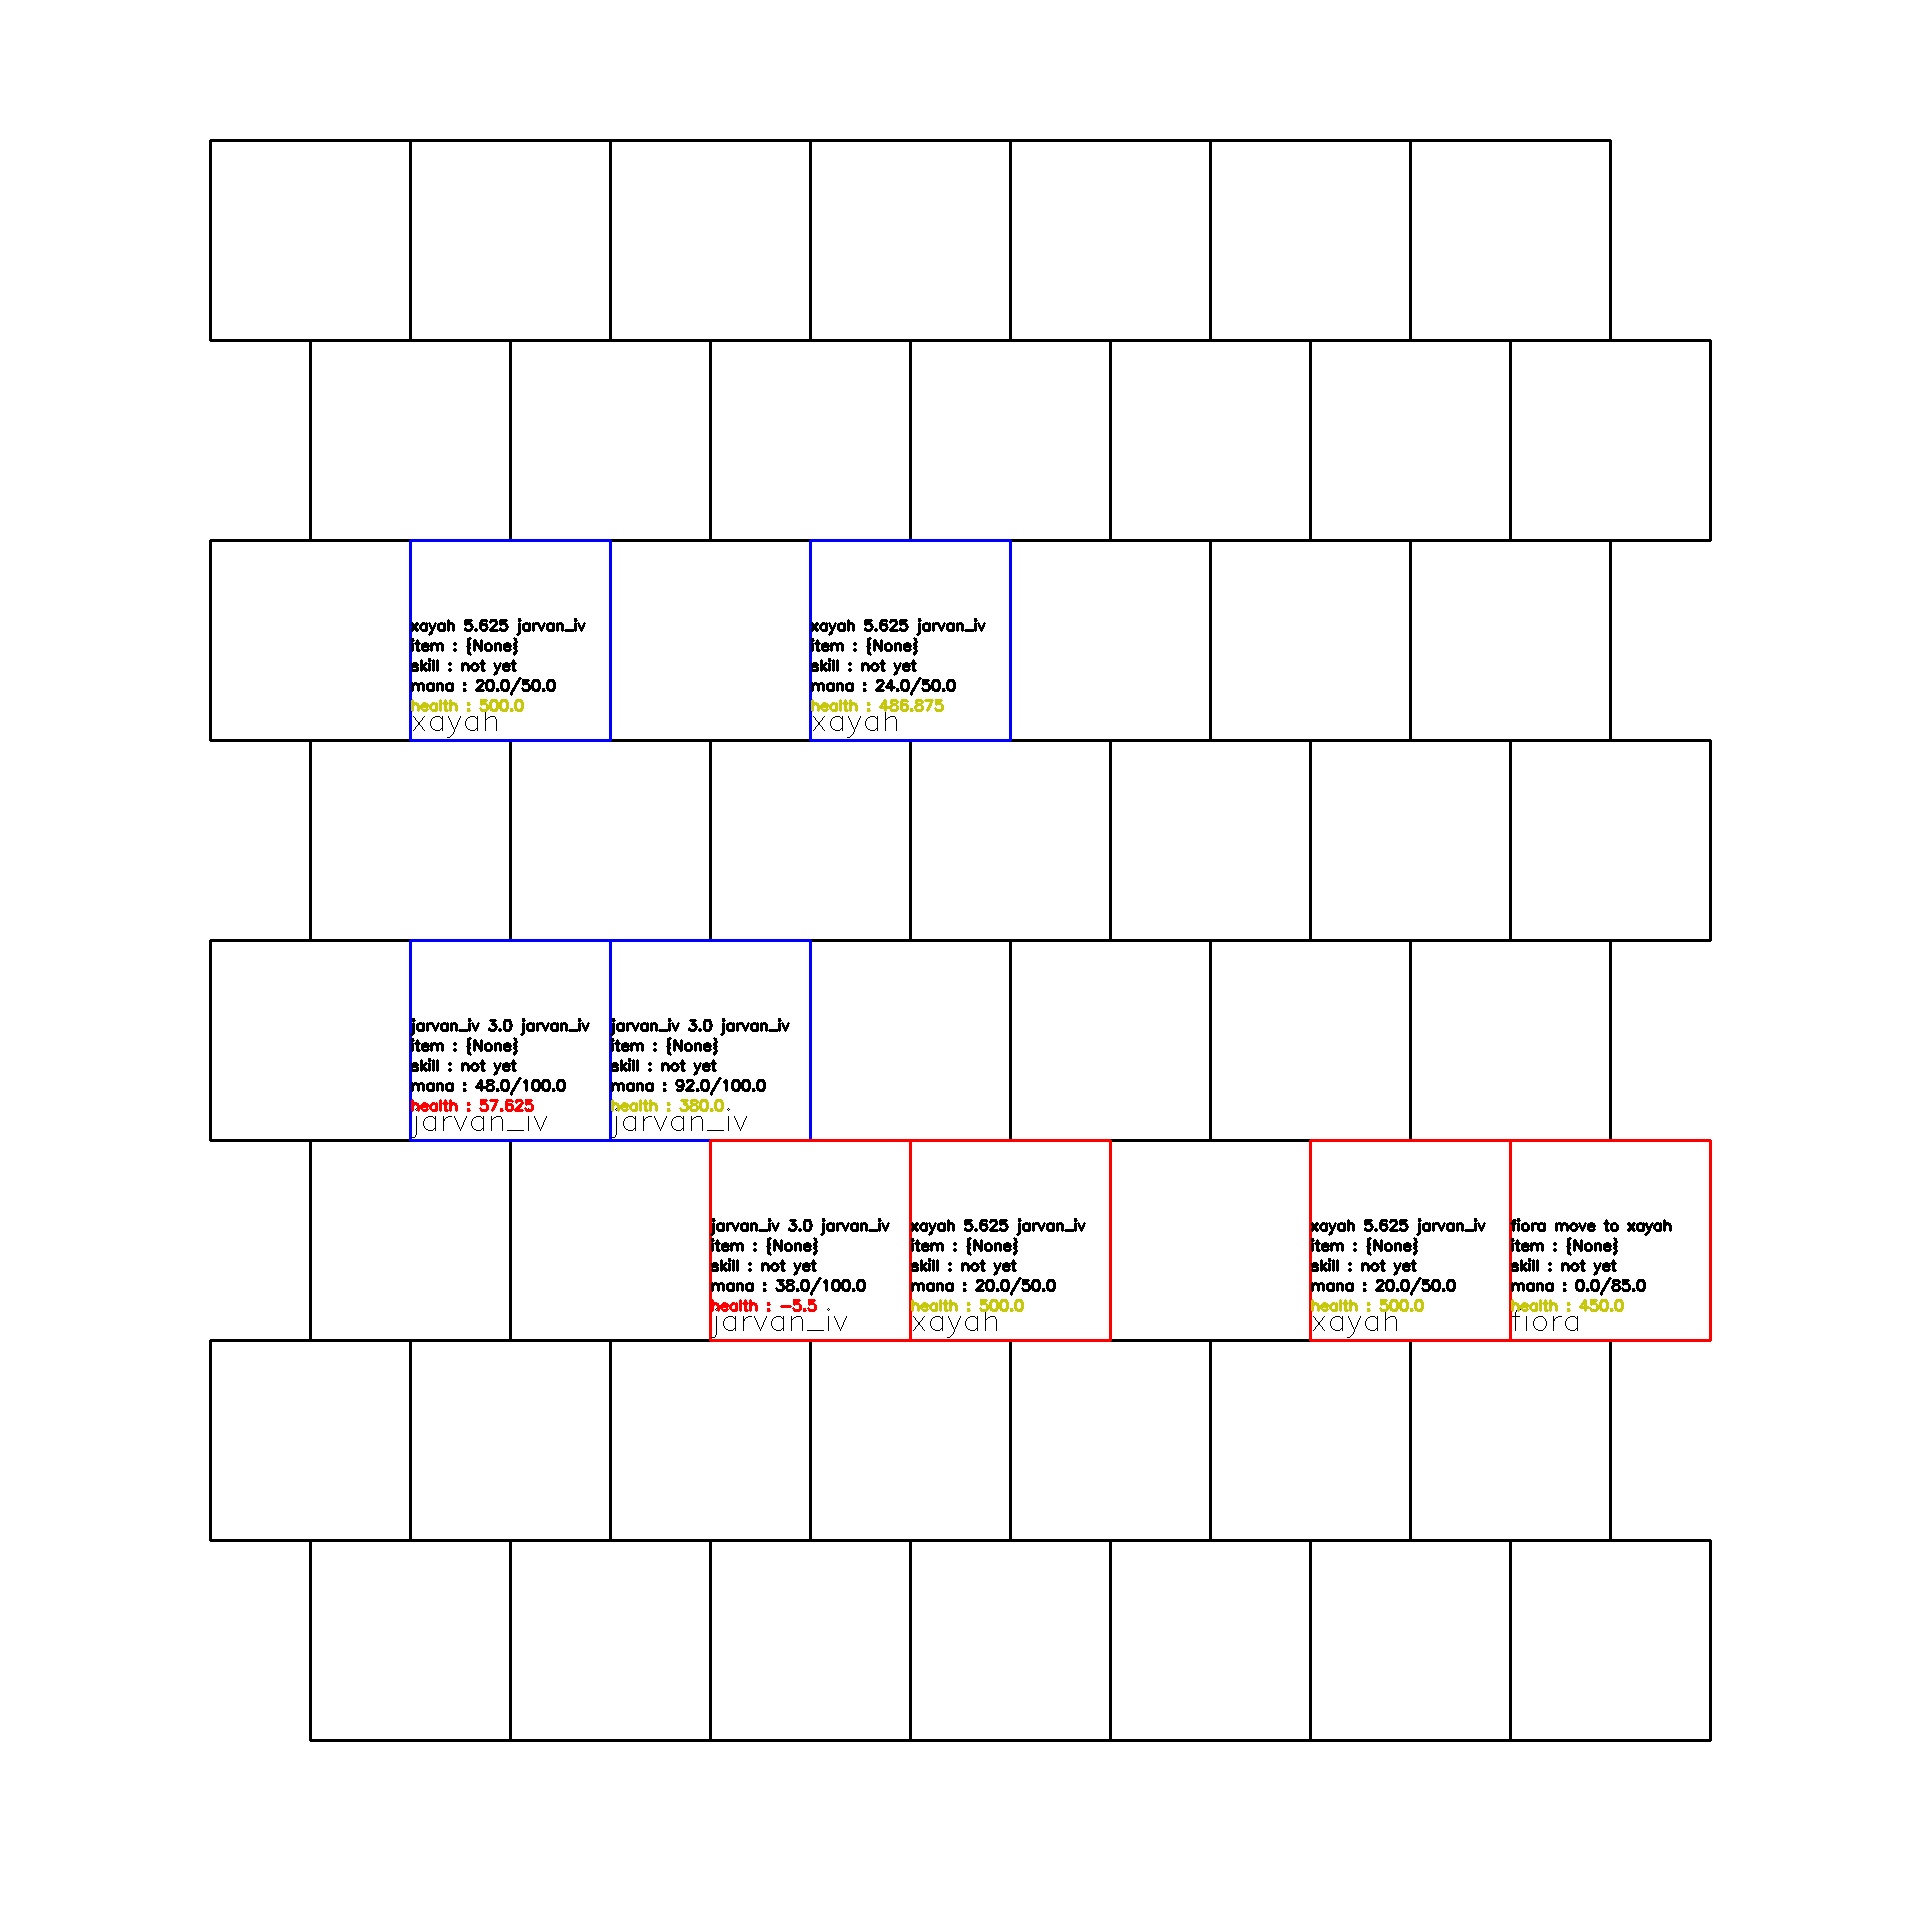 xayah 5.625 jarvan_iv
item : {None}
skill : not yet
mana : 20.0/50.0
health : 500.0
xayah
xayah 5.625 jarvan_iv
item : {None}
skill : not yet
mana : 24.0/50.0
health : 486.875
xayah
jarvan_iv 3.0 jarvan_iv
item : {None}
skill : not yet
mana : 48.0/100.0
health : 57.625
jarvan_iv
jarvan_iv 3.0 jarvan_iv
item : {None}
skill : not yet
mana : 92.0/100.0
health : 380.0
jarvan_iv
jarvan_iv 3.0 jarvan_iv
item : {None}
skill : not yet
mana : 38.0/100.0
health : -5.5
jarvan_iv
xayah 5.625 jarvan_iv
item : {None}
skill : not yet
mana : 20.0/50.0
health : 500.0
xayah
xayah 5.625 jarvan_iv
item : {None}
skill : not yet
mana : 20.0/50.0
health : 500.0
xayah
fiora move to xayah
item : {None}
skill : not yet
mana : 0.0/85.0
health : 450.0
fiora